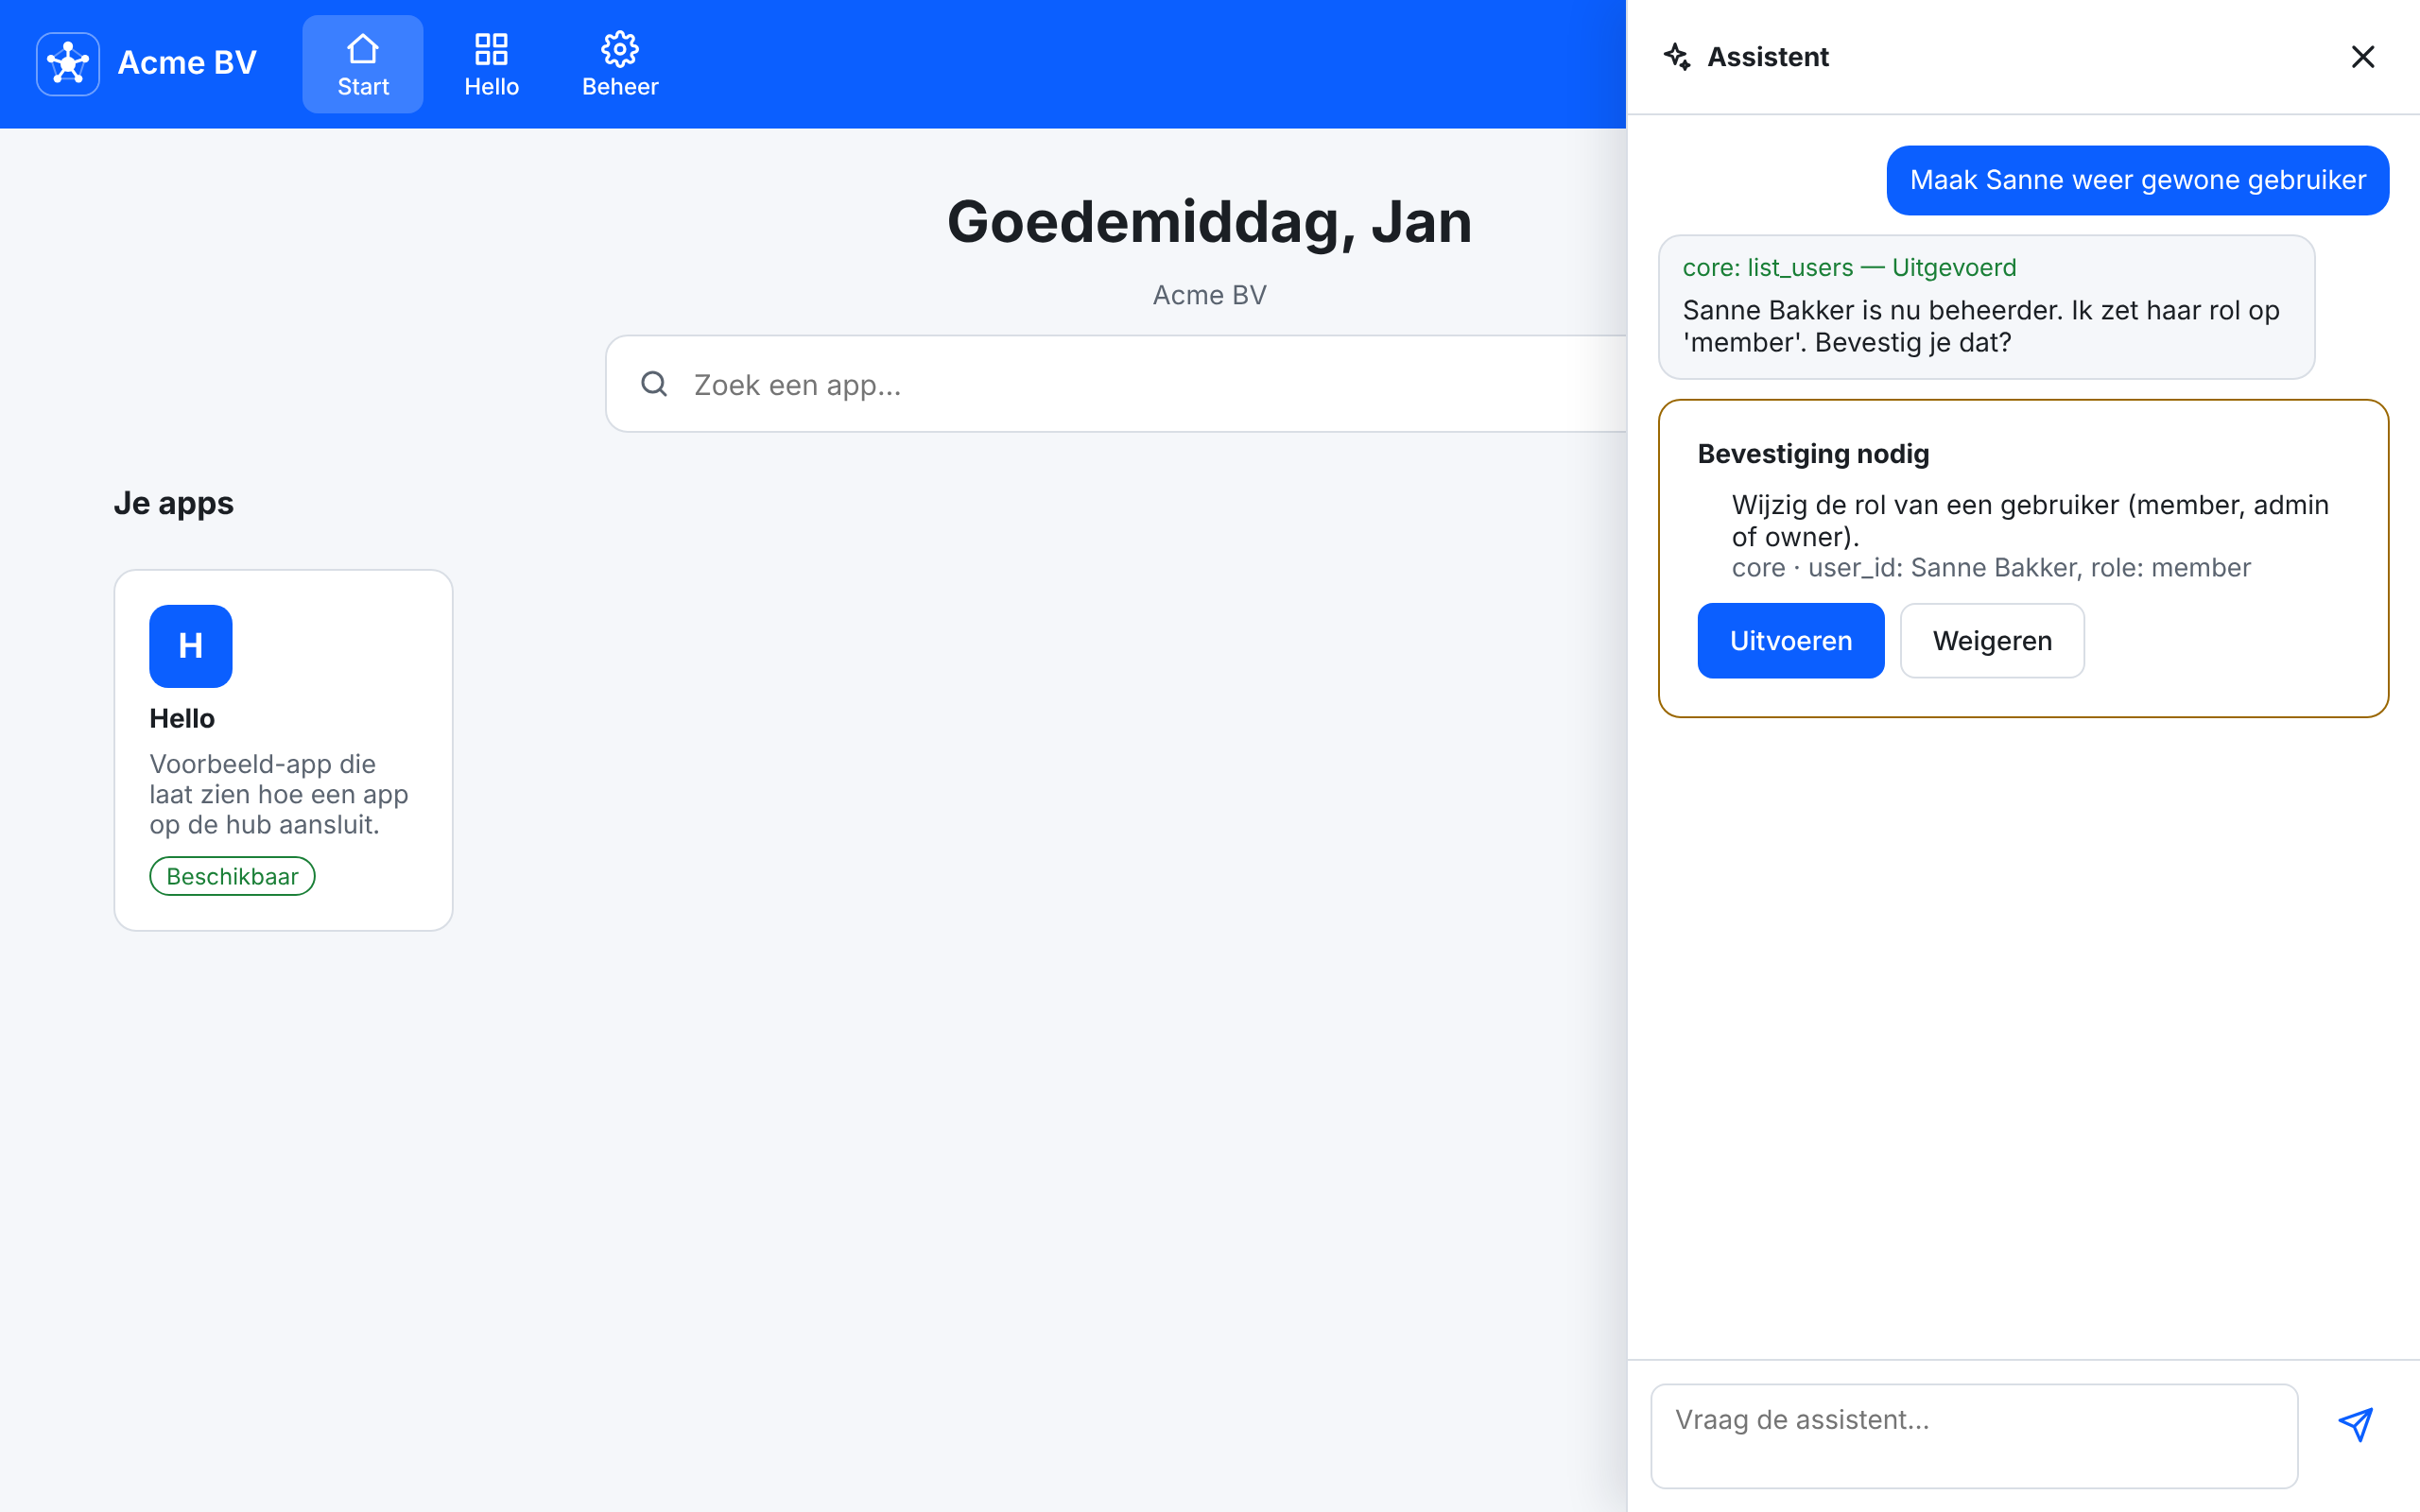 Acme BV
Start
Hello
Beheer
Goedemiddag, Jan
Acme BV
Zoek een app...
Je apps
H
Hello
Voorbeeld-app die
laat zien hoe een app
op de hub aansluit.
Beschikbaar
Assistent
Maak Sanne weer gewone gebruiker
core: list_users — Uitgevoerd
Sanne Bakker is nu beheerder. Ik zet haar rol op
'member'. Bevestig je dat?
Bevestiging nodig
Wijzig de rol van een gebruiker (member, admin
of owner).
core · user_id: Sanne Bakker, role: member
Uitvoeren
Weigeren
Vraag de assistent...